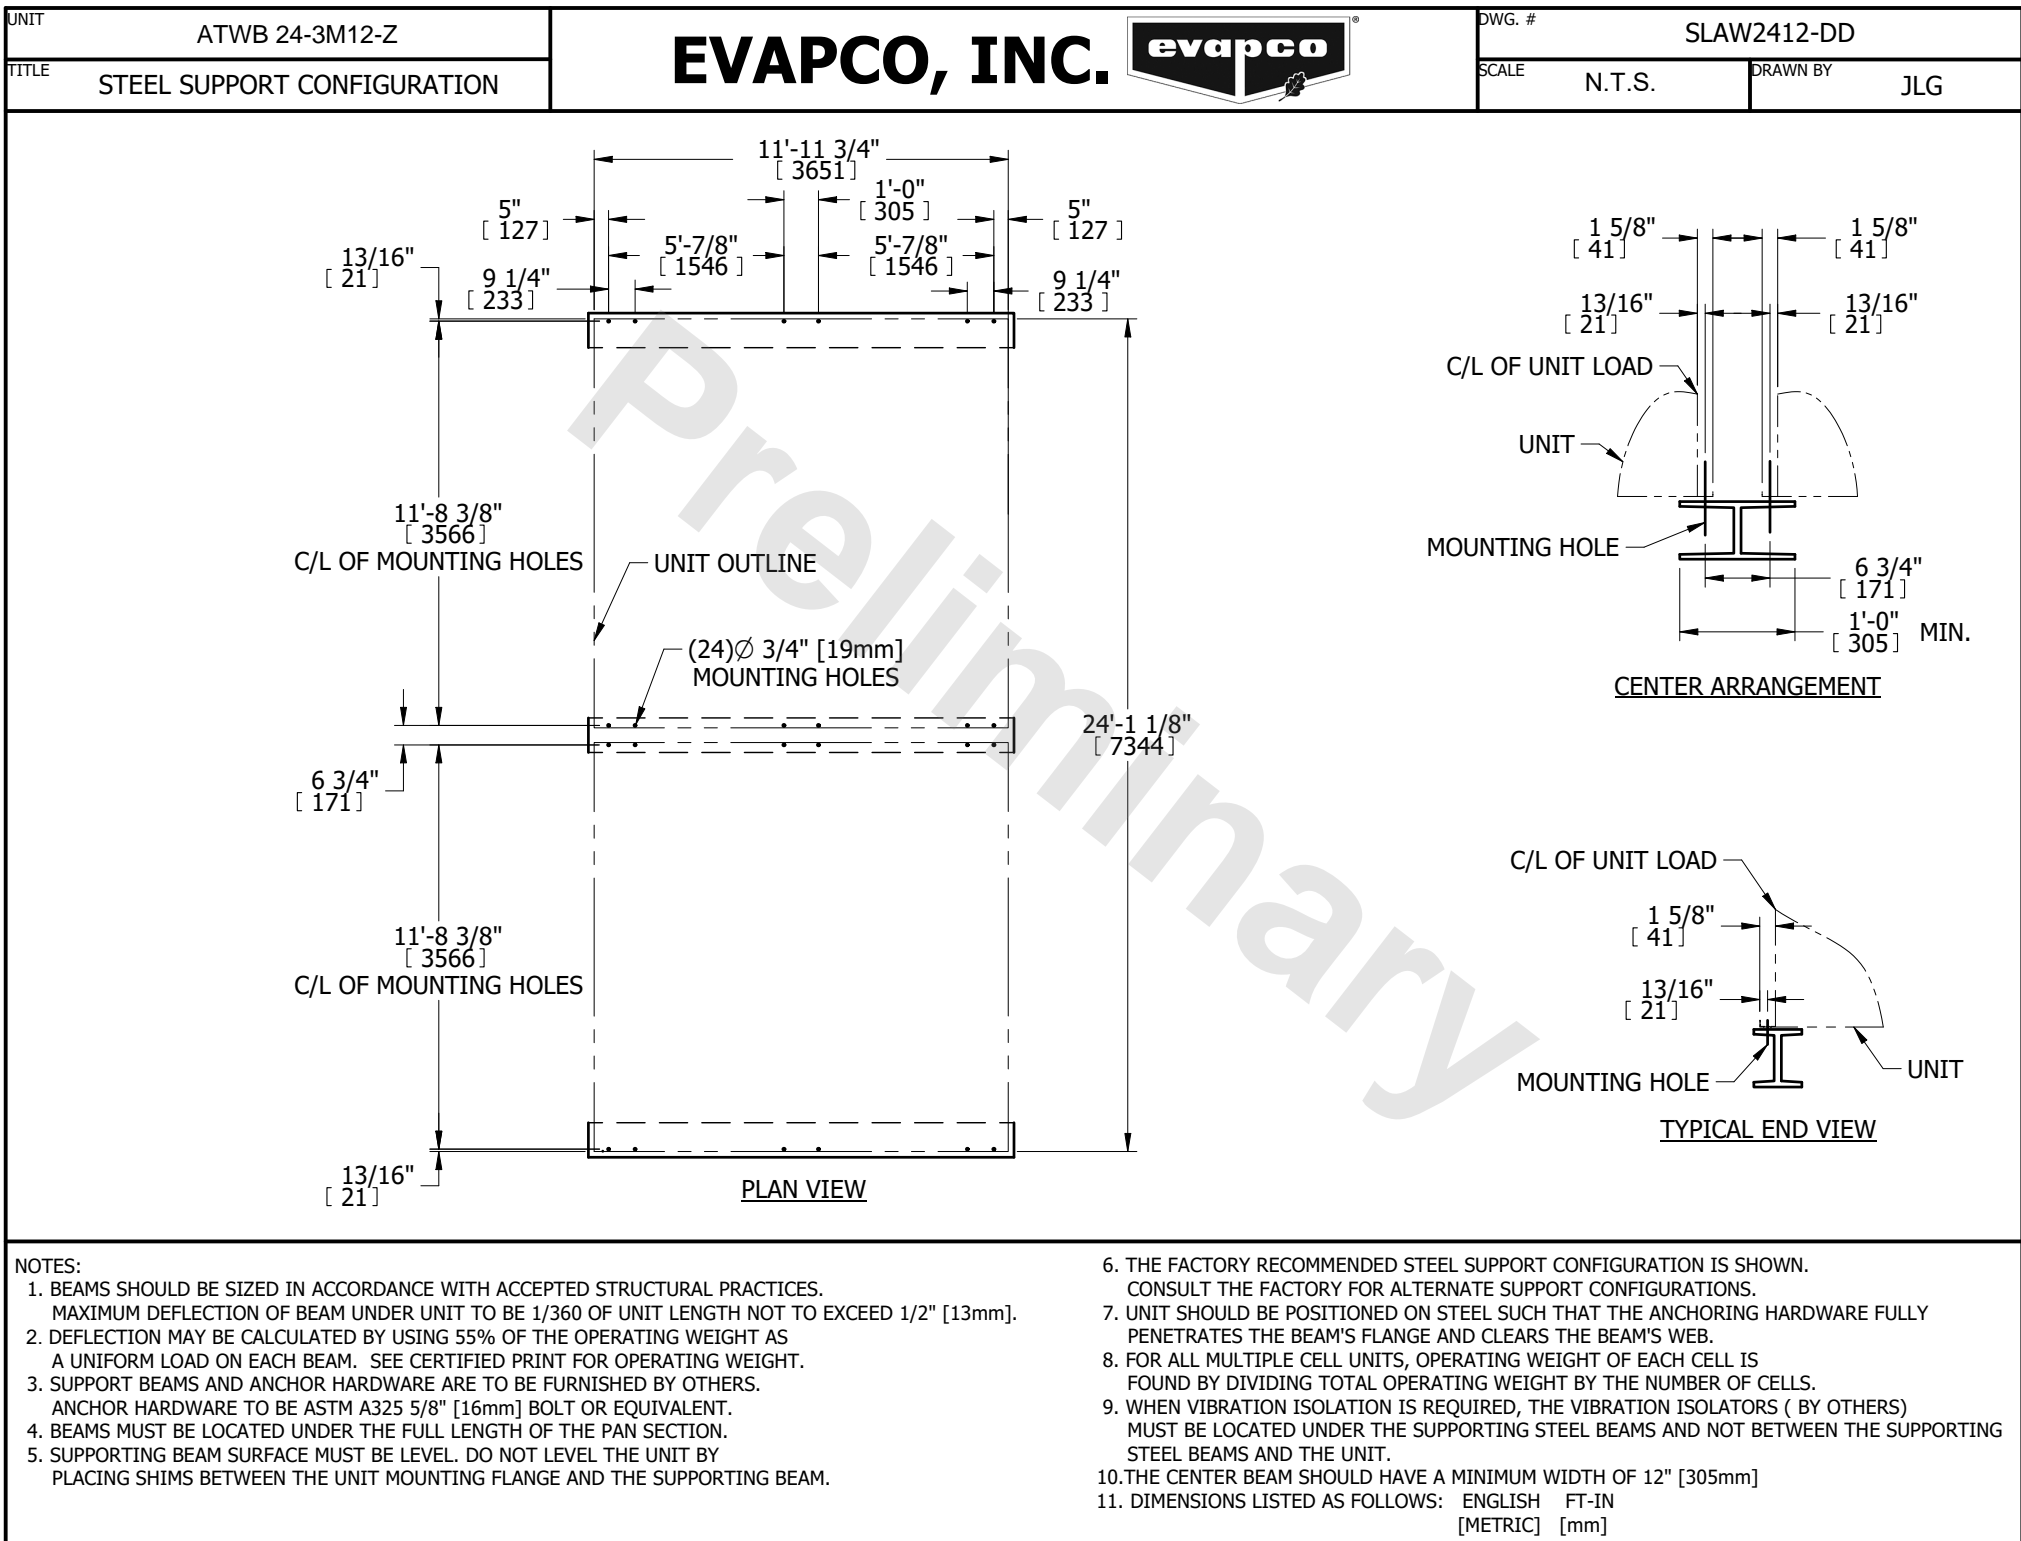 UNIT
ATWB 24-3M12-Z
TITLE
STEEL SUPPORT CONFIGURATION
EVAPCO, INC.
evapco
®
DWG. #
SLAW2412-DD
SCALE
N.T.S.
DRAWN BY
JLG
11'-11 3/4"
[ 3651 ]
1'-0"
[ 305 ]
5"
[ 127 ]
5"
[ 127 ]
5'-7/8"
[ 1546 ]
5'-7/8"
[ 1546 ]
13/16"
[ 21 ]
9 1/4"
[ 233 ]
9 1/4"
[ 233 ]
11'-8 3/8"
[ 3566 ]
C/L OF MOUNTING HOLES
UNIT OUTLINE
(24)∅ 3/4" [19mm]
MOUNTING HOLES
24'-1 1/8"
[ 7344 ]
6 3/4"
[ 171 ]
11'-8 3/8"
[ 3566 ]
C/L OF MOUNTING HOLES
13/16"
[ 21 ]
PLAN VIEW
Preliminary
1 5/8"
[ 41 ]
1 5/8"
[ 41 ]
13/16"
[ 21 ]
13/16"
[ 21 ]
C/L OF UNIT LOAD
UNIT
MOUNTING HOLE
6 3/4"
[ 171 ]
1'-0"
[ 305 ] MIN.
CENTER ARRANGEMENT
C/L OF UNIT LOAD
1 5/8"
[ 41 ]
13/16"
[ 21 ]
MOUNTING HOLE
UNIT
TYPICAL END VIEW
NOTES:
1. BEAMS SHOULD BE SIZED IN ACCORDANCE WITH ACCEPTED STRUCTURAL PRACTICES.
MAXIMUM DEFLECTION OF BEAM UNDER UNIT TO BE 1/360 OF UNIT LENGTH NOT TO EXCEED 1/2" [13mm].
2. DEFLECTION MAY BE CALCULATED BY USING 55% OF THE OPERATING WEIGHT AS
A UNIFORM LOAD ON EACH BEAM. SEE CERTIFIED PRINT FOR OPERATING WEIGHT.
3. SUPPORT BEAMS AND ANCHOR HARDWARE ARE TO BE FURNISHED BY OTHERS.
ANCHOR HARDWARE TO BE ASTM A325 5/8" [16mm] BOLT OR EQUIVALENT.
4. BEAMS MUST BE LOCATED UNDER THE FULL LENGTH OF THE PAN SECTION.
5. SUPPORTING BEAM SURFACE MUST BE LEVEL. DO NOT LEVEL THE UNIT BY
PLACING SHIMS BETWEEN THE UNIT MOUNTING FLANGE AND THE SUPPORTING BEAM.
6. THE FACTORY RECOMMENDED STEEL SUPPORT CONFIGURATION IS SHOWN.
CONSULT THE FACTORY FOR ALTERNATE SUPPORT CONFIGURATIONS.
7. UNIT SHOULD BE POSITIONED ON STEEL SUCH THAT THE ANCHORING HARDWARE FULLY
PENETRATES THE BEAM'S FLANGE AND CLEARS THE BEAM'S WEB.
8. FOR ALL MULTIPLE CELL UNITS, OPERATING WEIGHT OF EACH CELL IS
FOUND BY DIVIDING TOTAL OPERATING WEIGHT BY THE NUMBER OF CELLS.
9. WHEN VIBRATION ISOLATION IS REQUIRED, THE VIBRATION ISOLATORS ( BY OTHERS)
MUST BE LOCATED UNDER THE SUPPORTING STEEL BEAMS AND NOT BETWEEN THE SUPPORTING
STEEL BEAMS AND THE UNIT.
10.THE CENTER BEAM SHOULD HAVE A MINIMUM WIDTH OF 12" [305mm]
11. DIMENSIONS LISTED AS FOLLOWS: ENGLISH FT-IN
[METRIC] [mm]